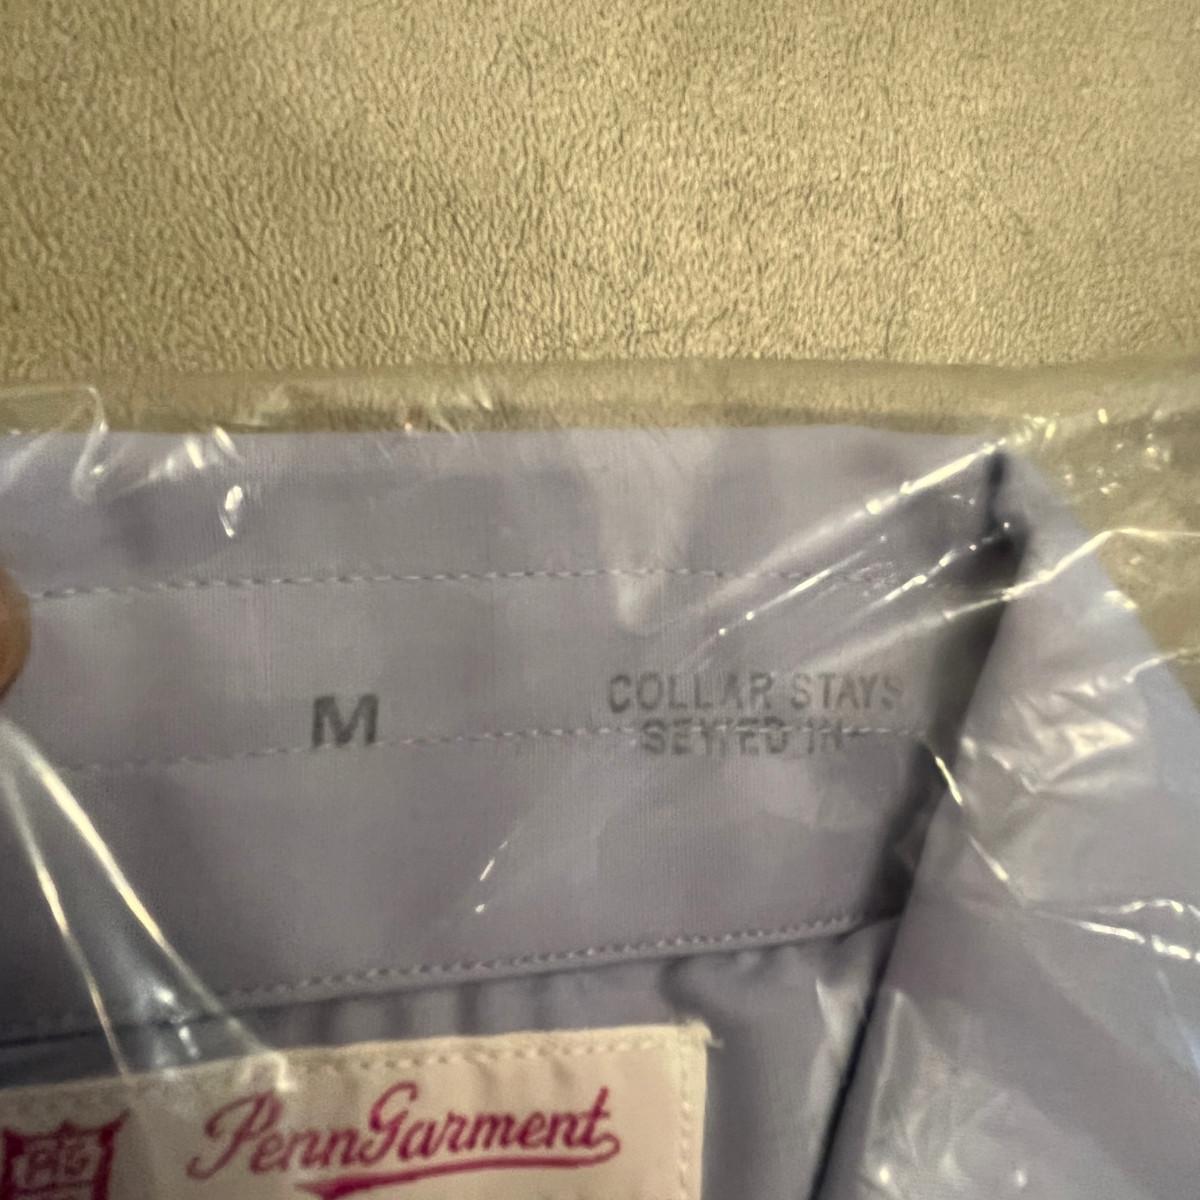 M
COLLAR STAYS
SEWED IN
PennGarment